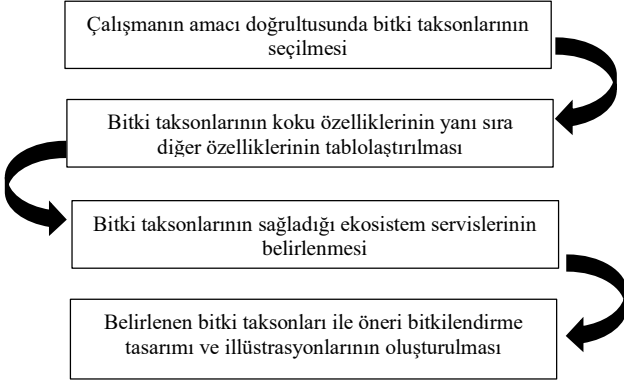 Çalışmanın amacı doğrultusunda bitki taksonlarının
seçilmesi
Bitki taksonlarının koku özelliklerinin yanı sıra
diğer özelliklerinin tablolaştırılması
Bitki taksonlarının sağladığı ekosistem servislerinin
belirlenmesi
Belirlenen bitki taksonları ile öneri bitkilendirme
tasarımı ve illüstrasyonlarının oluşturulması